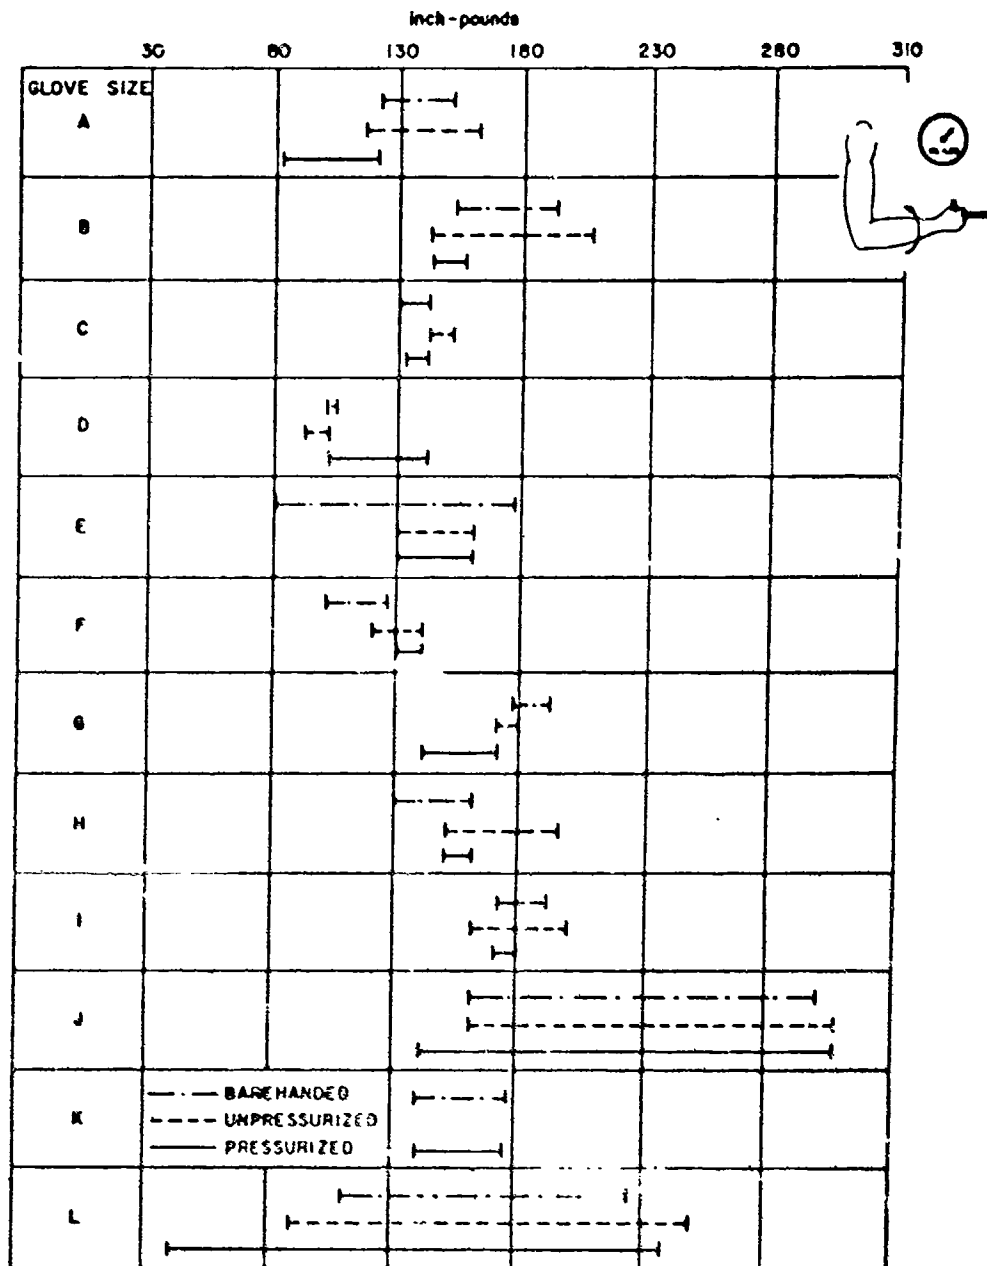 inch-pounds
30 80 130 180 230 280 310
GLOVE SIZE
A
B
C
D
E
F
G
H
I
J
K
BAREHANDED
UNPRESSURIZED
PRESSURIZED
L